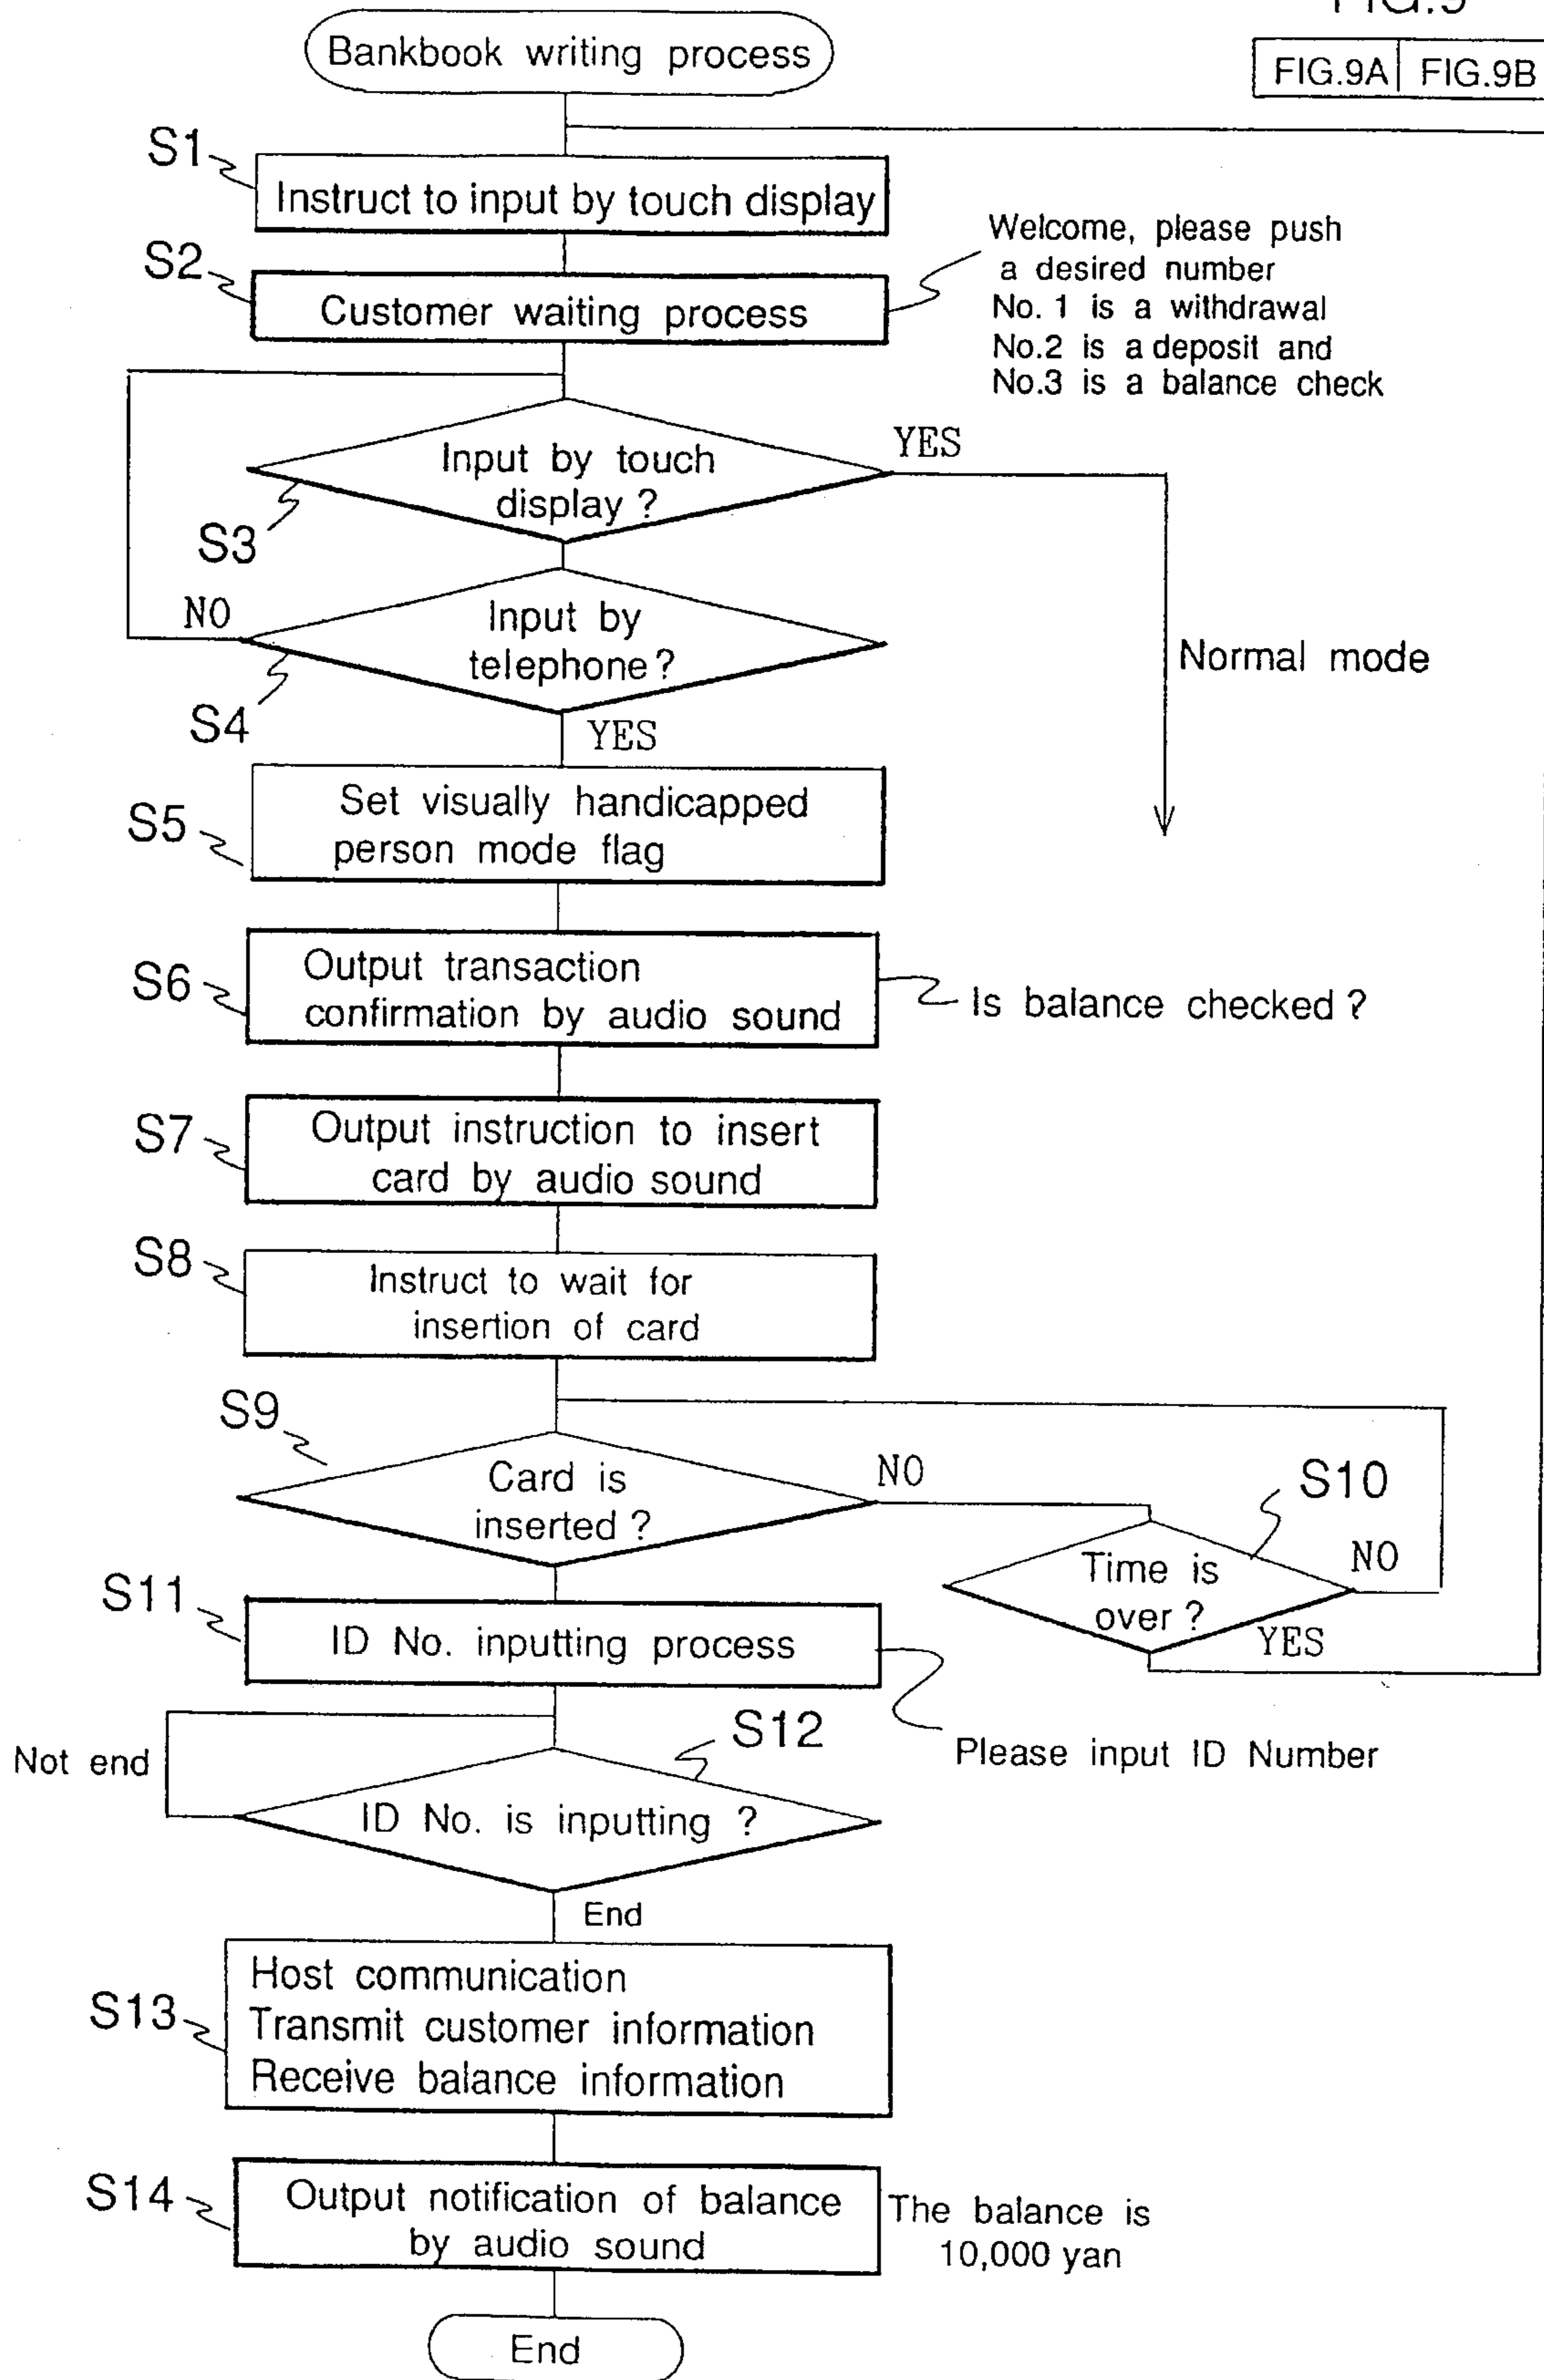 FIG.9
FIG.9A FIG.9B
Bankbook writing process
S1
Instruct to input by touch display
S2
Customer waiting process
Welcome, please push
a desired number
No. 1 is a withdrawal
No.2 is a deposit and
No.3 is a balance check
Input by touch
display ?
YES
S3
NO
Input by
telephone?
Normal mode
S4
YES
S5
Set visually handicapped
person mode flag
S6
Output transaction
confirmation by audio sound
Is balance checked ?
S7
Output instruction to insert
card by audio sound
S8
Instruct to wait for
insertion of card
S9
Card is
inserted ?
NO
S10
Time is
over ?
NO
YES
S11
ID No. inputting process
Please input ID Number
S12
Not end
ID No. is inputting ?
End
S13
Host communication
Transmit customer information
Receive balance information
S14
Output notification of balance
by audio sound
The balance is
10,000 yan
End